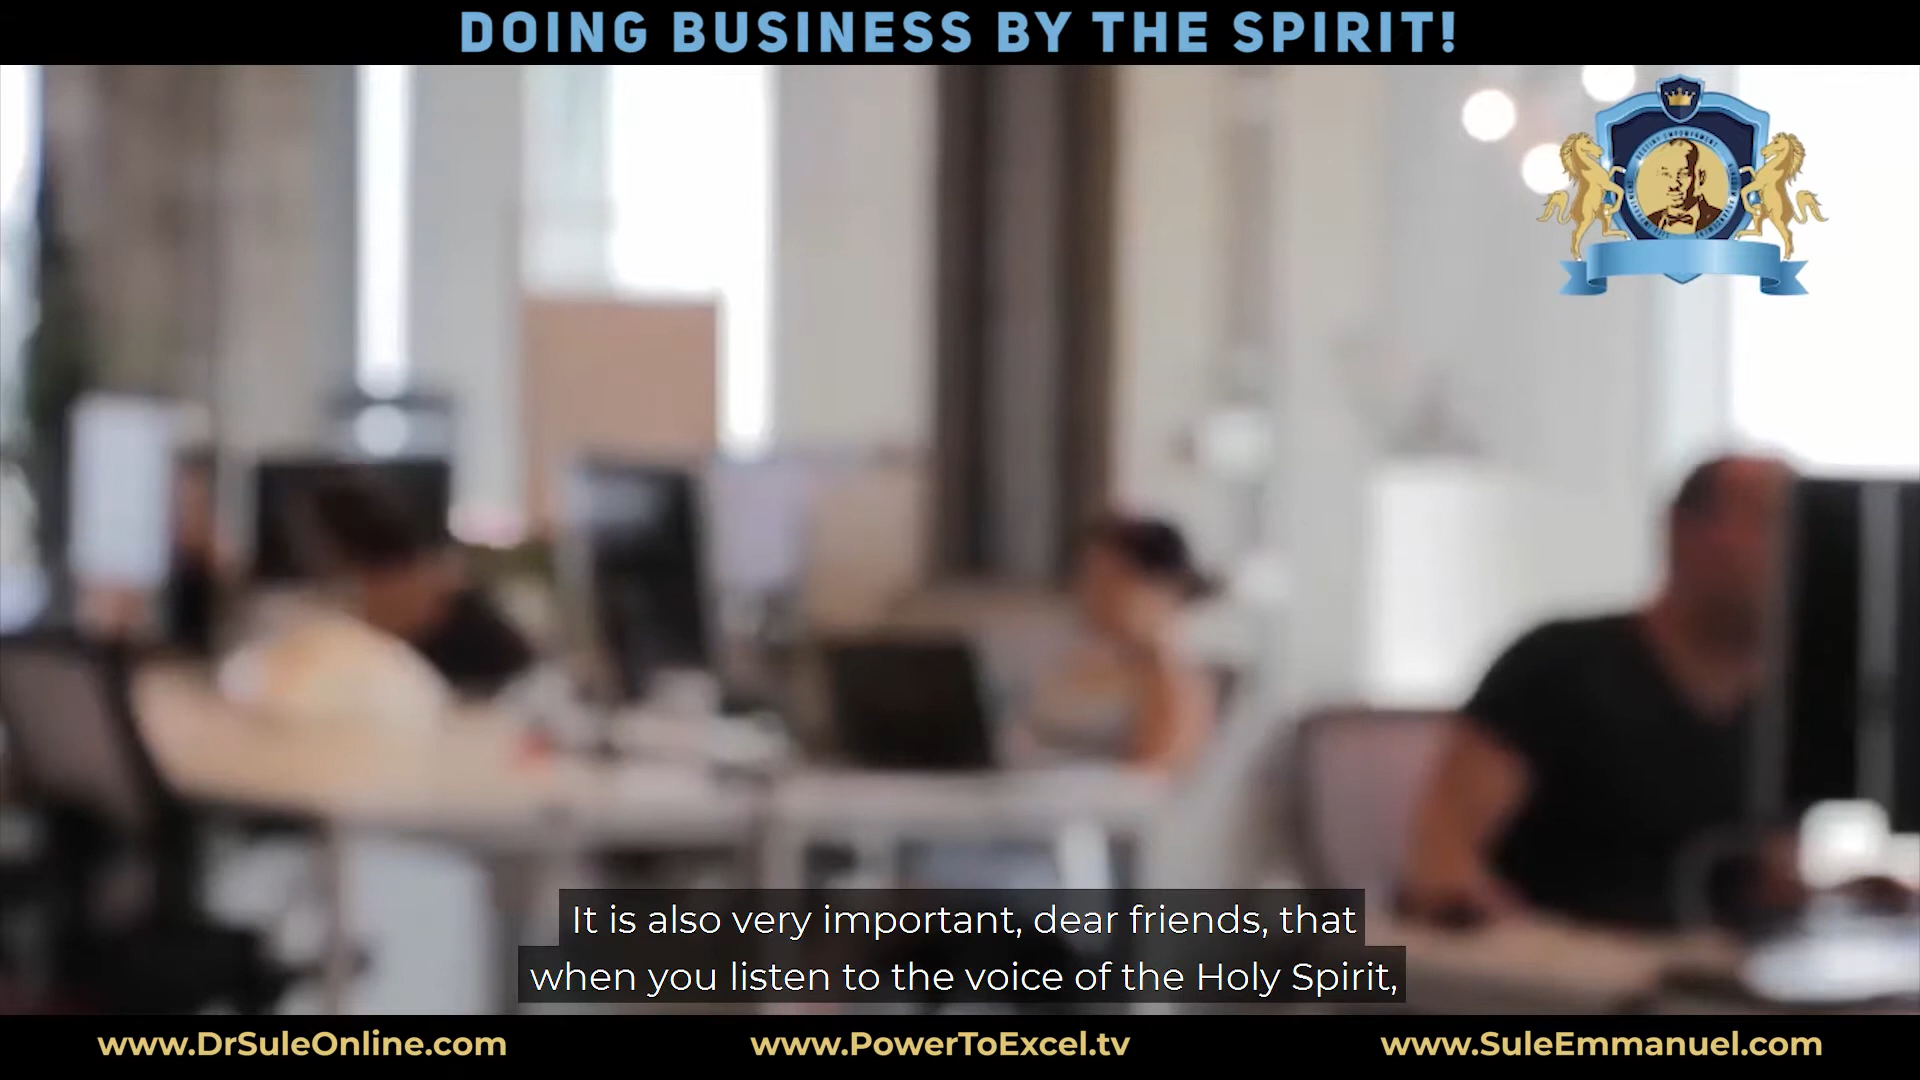 DOING BUSINESS BY THE SPIRIT!
It is also very important, dear friends, that
when you listen to the voice of the Holy Spirit,
www.DrSuleOnline.com
www.PowerToExcel.tv
www.SuleEmmanuel.com